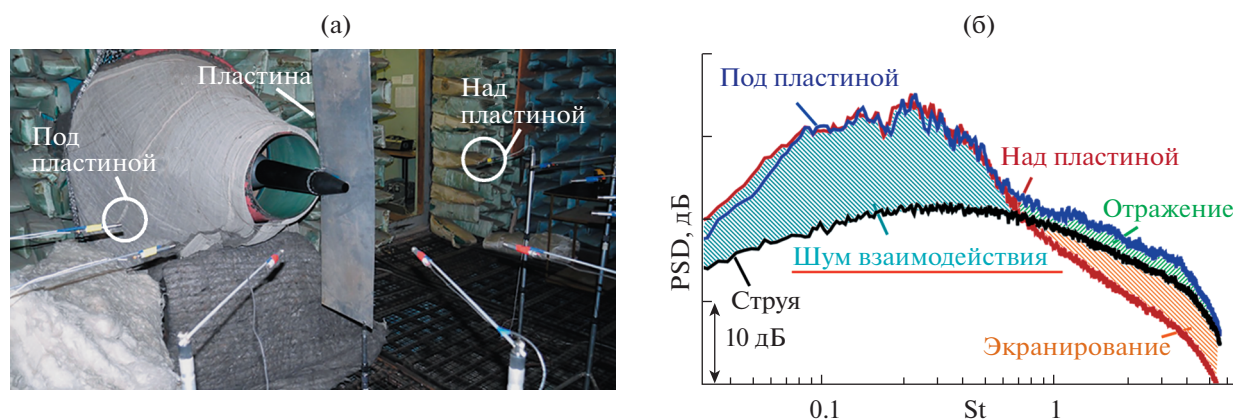 (а)
Пластина
Над
пластиной
Под
пластиной
(б)
Под пластиной
Над пластиной
Отражение
Шум взаимодействия
Струя
10 дБ
Экранирование
PSD, дБ
0.1
St
1